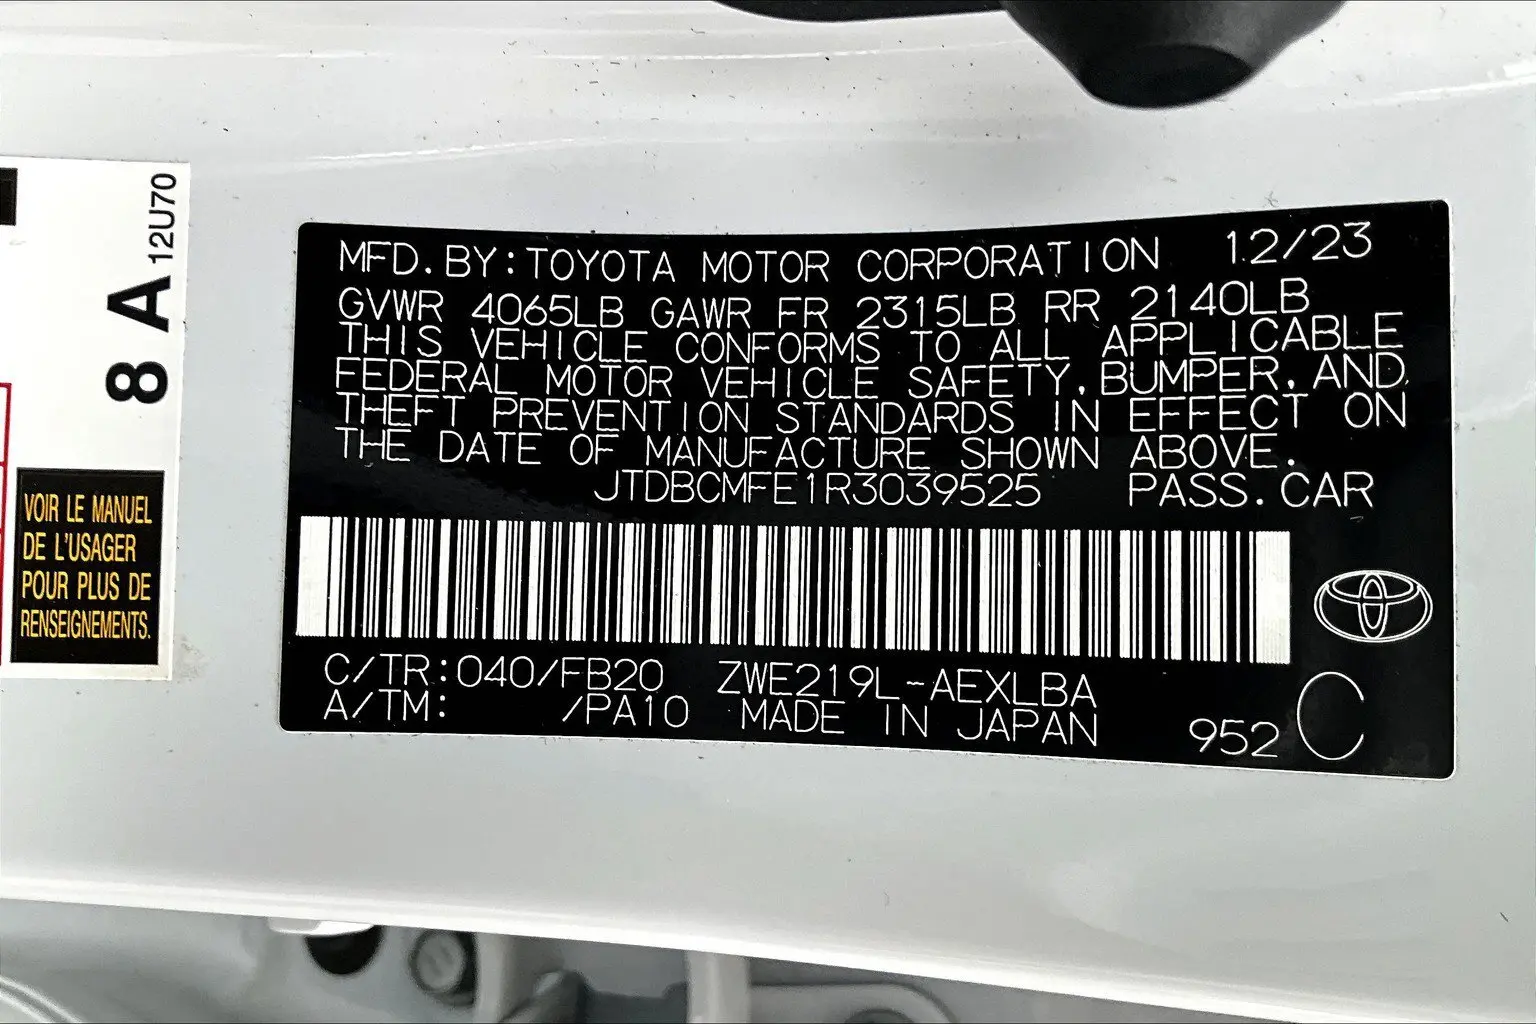 8 A 12U70
VOIR LE MANUEL
DE L'USAGER
POUR PLUS DE
RENSEIGNEMENTS.
MFD. BY: TOYOTA MOTOR CORPORATION 12/23
GVWR 4065LB GAWR FR 2315LB RR 2140LB
THIS VEHICLE CONFORMS TO ALL APPLICABLE
FEDERAL MOTOR VEHICLE SAFETY, BUMPER, AND
THEFT PREVENTION STANDARDS IN EFFECT ON
THE DATE OF MANUFACTURE SHOWN ABOVE.
JTDBCMFE1R3039525 PASS. CAR
C/TR: 040/FB20 ZWE219L-AEXLBA
A/TM: /PA10 MADE IN JAPAN 952 C